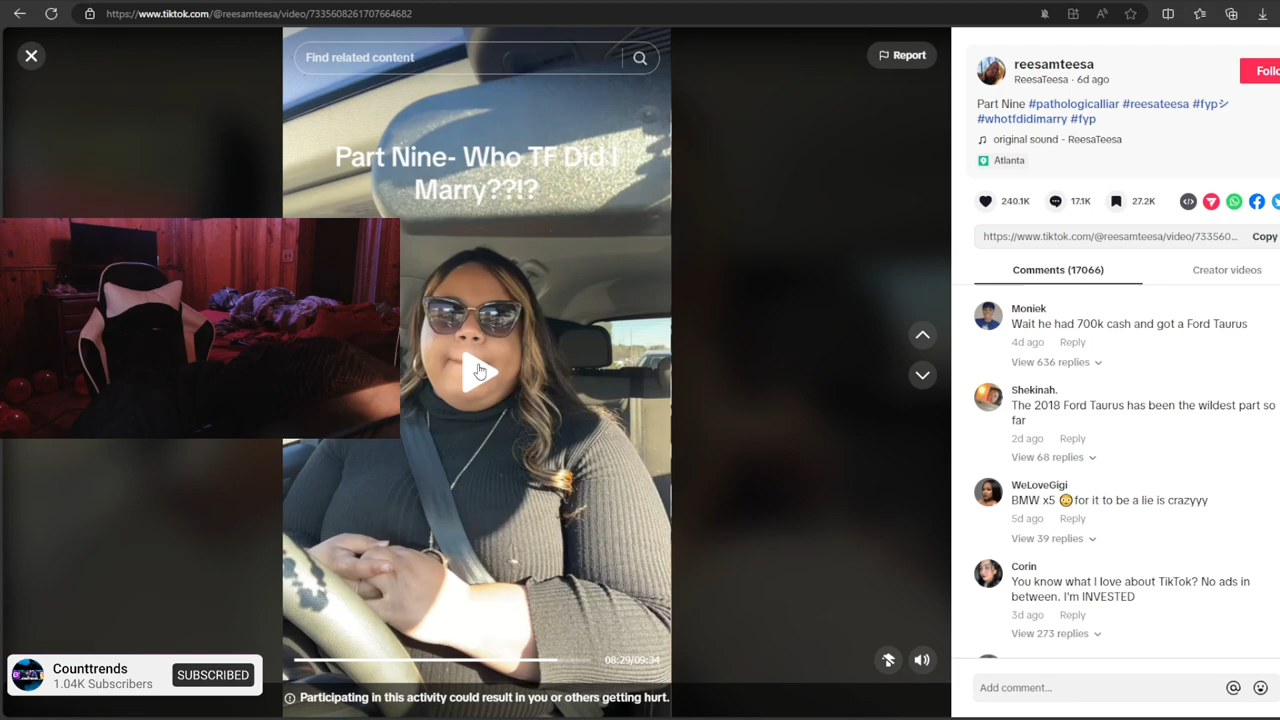 https://www.tiktok.com/@reesamteesa/video/7335608261707664682
Find related content
Report
Part Nine- Who TF Did I
Marry??!?
08:29/09:34
Participating in this activity could result in you or others getting hurt.
Counttrends
1.04K Subscribers
SUBSCRIBED
reesamteesa
ReesaTeesa · 6d ago
Follo
Part Nine #pathologicalliar #reesateesa #fypシ
#whotfdidimarry #fyp
original sound - ReesaTeesa
Atlanta
240.1K
17.1K
27.2K
https://www.tiktok.com/@reesamteesa/video/733560...
Copy
Comments (17066)
Creator videos
Moniek
Wait he had 700k cash and got a Ford Taurus
4d ago Reply
View 636 replies
Shekinah.
The 2018 Ford Taurus has been the wildest part so
far
2d ago Reply
View 68 replies
WeLoveGigi
BMW x5 😳for it to be a lie is crazyyy
5d ago Reply
View 39 replies
Corin
You know what I love about TikTok? No ads in
between. I'm INVESTED
3d ago Reply
View 273 replies
Add comment...